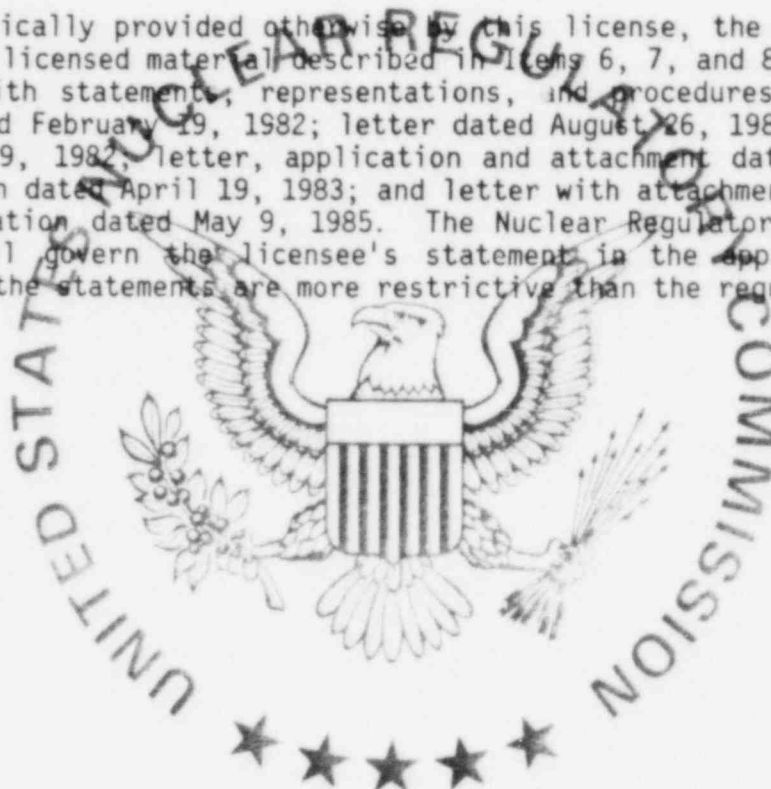 ically provided otherwise by this license, the
licensed material described in Items 6, 7, and 8
ith statements, representations, and procedures
d February 19, 1982; letter dated August 26, 198
9, 1982; letter, application and attachment dat
n dated April 19, 1983; and letter with attachmen
ation dated May 9, 1985. The Nuclear Regulator
l govern the licensee's statement in the app
the statements are more restrictive than the requ
UNITED STATES NUCLEAR REGULATORY COMMISSION